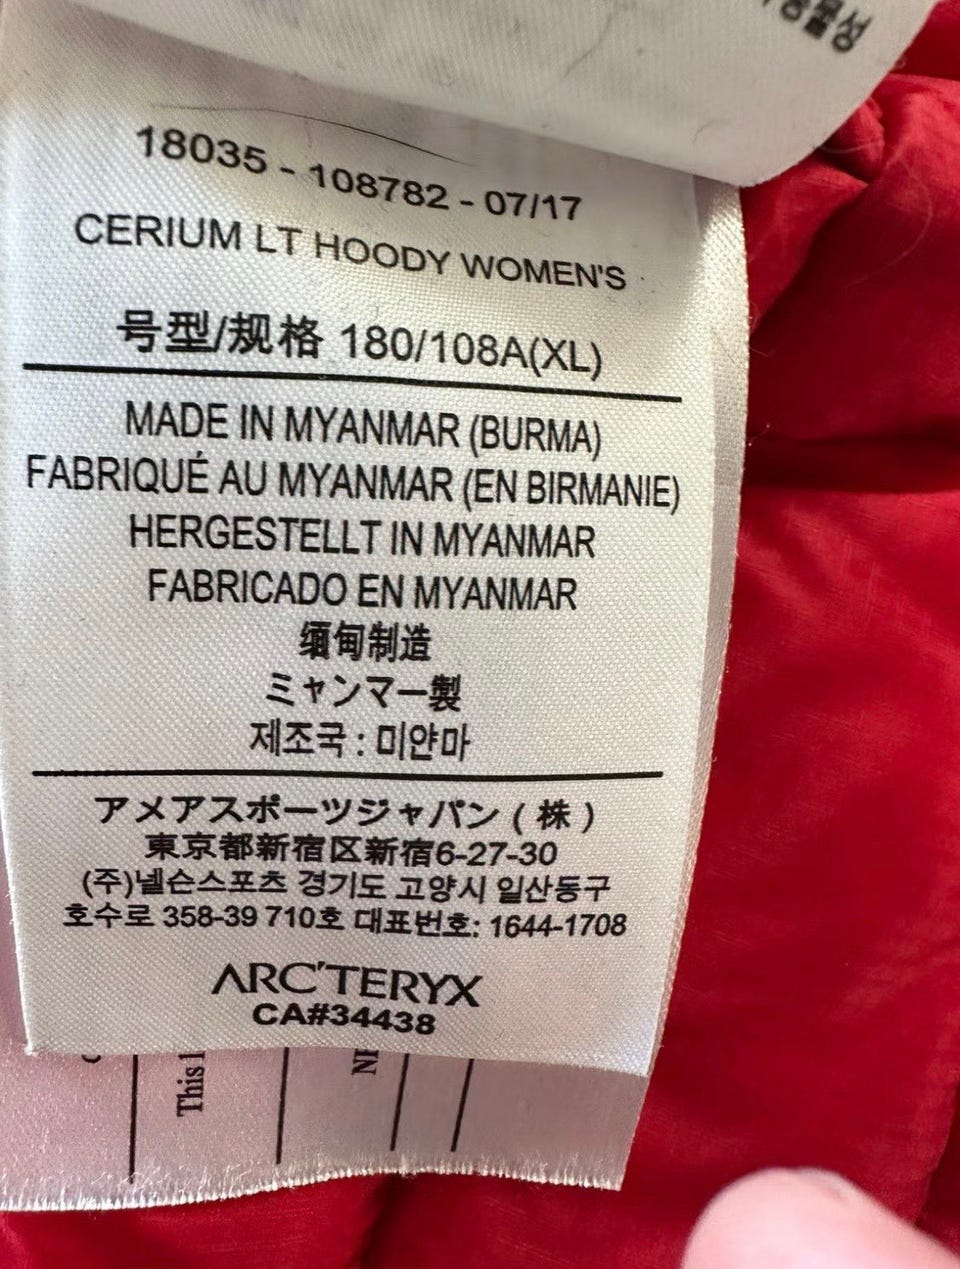 18035 - 108782 - 07/17
CERIUM LT HOODY WOMEN'S
号型/规格 180/108A(XL)
MADE IN MYANMAR (BURMA)
FABRIQUÉ AU MYANMAR (EN BIRMANIE)
HERGESTELLT IN MYANMAR
FABRICADO EN MYANMAR
缅甸制造
ミャンマー製
제조국 : 미얀마
アメアスポーツジャパン ( 株 )
東京都新宿区新宿6-27-30
(주)넬슨스포츠 경기도 고양시 일산동구
호수로 358-39 710호 대표번호: 1644-1708
ARC'TERYX
CA#34438
This